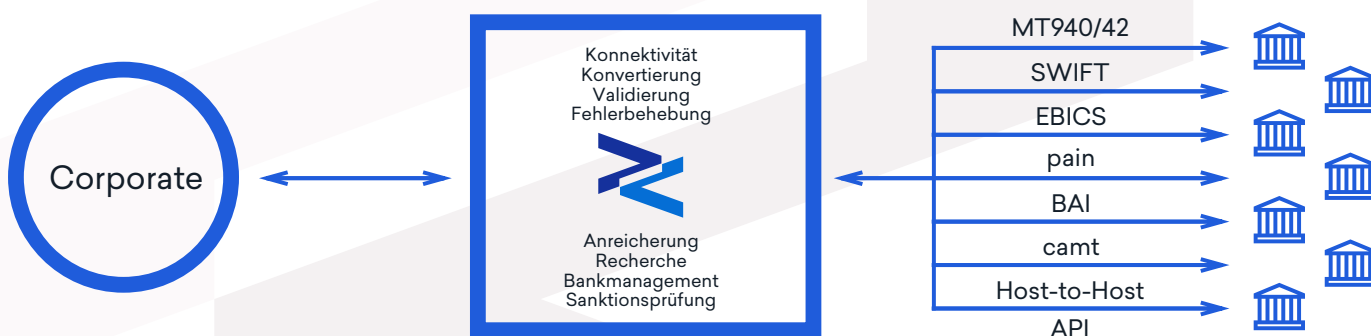 Corporate
Konnektivität
Konvertierung
Validierung
Fehlerbehebung
Anreicherung
Recherche
Bankmanagement
Sanktionsprüfung
MT940/42
SWIFT
EBICS
pain
BAI
camt
Host-to-Host
API